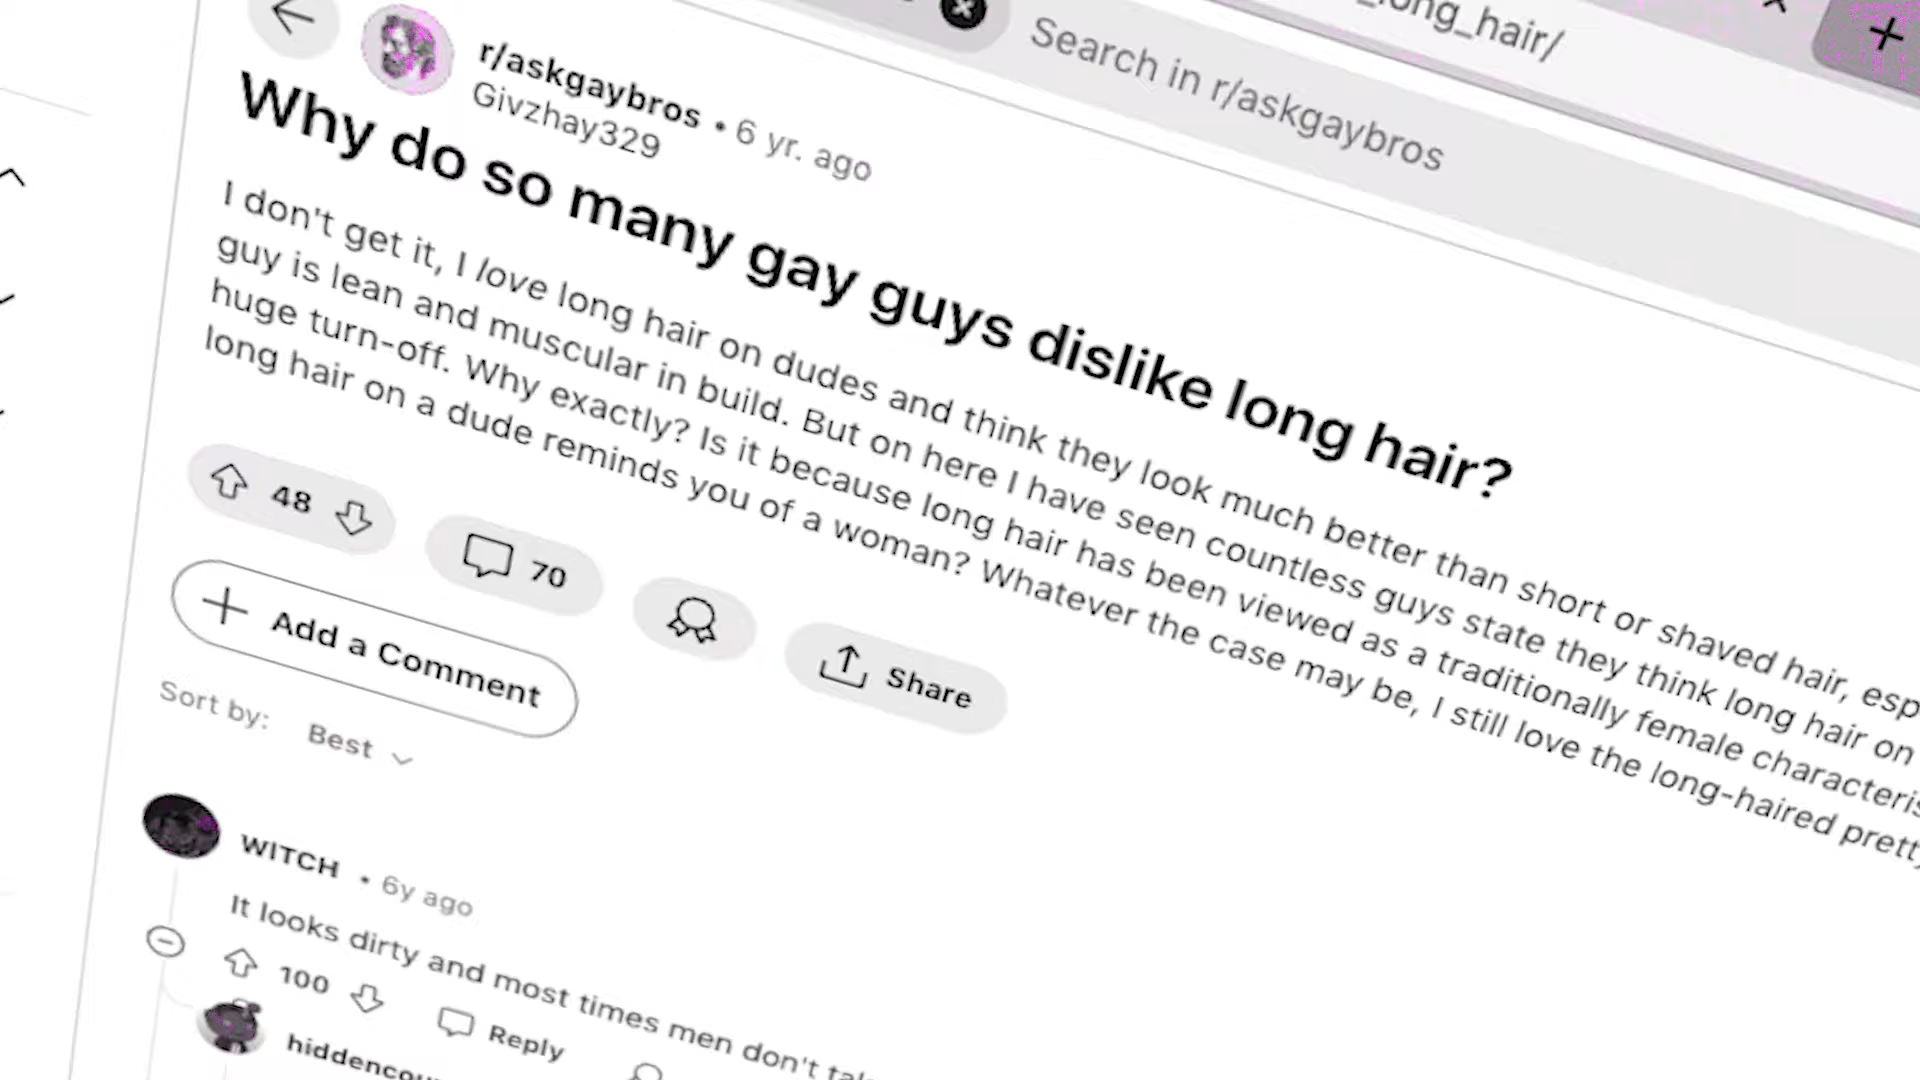 _long_hair/
Search in r/askgaybros
r/askgaybros • 6 yr. ago
Givzhay329
Why do so many gay guys dislike long hair?
I don't get it, I love long hair on dudes and think they look much better than short or shaved hair, esp
guy is lean and muscular in build. But on here I have seen countless guys state they think long hair on
huge turn-off. Why exactly? Is it because long hair has been viewed as a traditionally female characteris
long hair on a dude reminds you of a woman? Whatever the case may be, I still love the long-haired pretty
48
70
Share
Add a Comment
Sort by:
Best
WITCH • 6y ago
It looks dirty and most times men don't tak
100
Reply
hiddencou